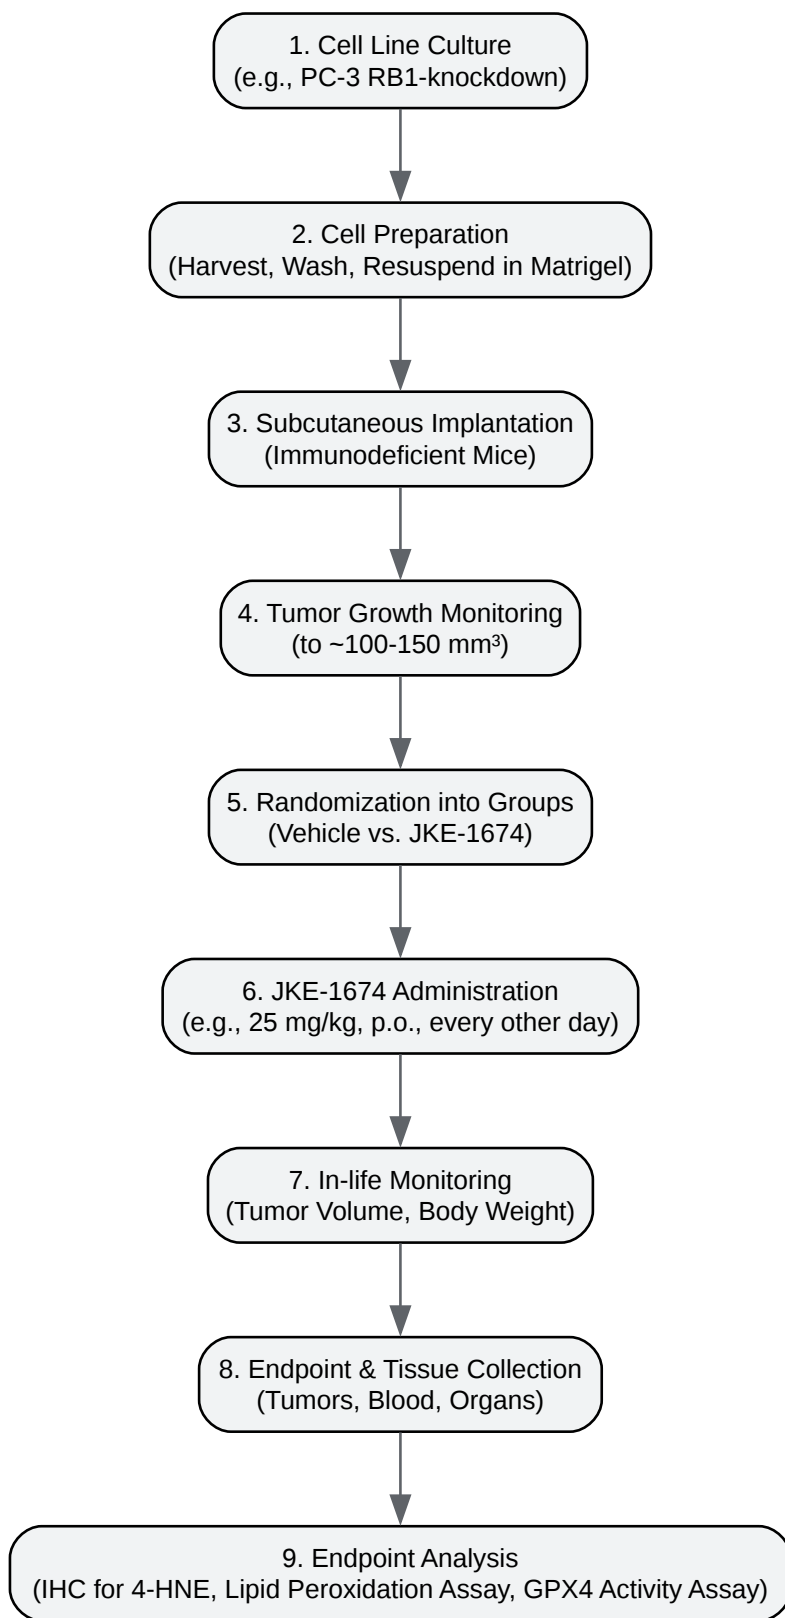 1. Cell Line Culture
(e.g., PC-3 RB1-knockdown)
2. Cell Preparation
(Harvest, Wash, Resuspend in Matrigel)
3. Subcutaneous Implantation
(Immunodeficient Mice)
4. Tumor Growth Monitoring
(to ~100-150 mm³)
5. Randomization into Groups
(Vehicle vs. JKE-1674)
6. JKE-1674 Administration
(e.g., 25 mg/kg, p.o., every other day)
7. In-life Monitoring
(Tumor Volume, Body Weight)
8. Endpoint & Tissue Collection
(Tumors, Blood, Organs)
9. Endpoint Analysis
(IHC for 4-HNE, Lipid Peroxidation Assay, GPX4 Activity Assay)